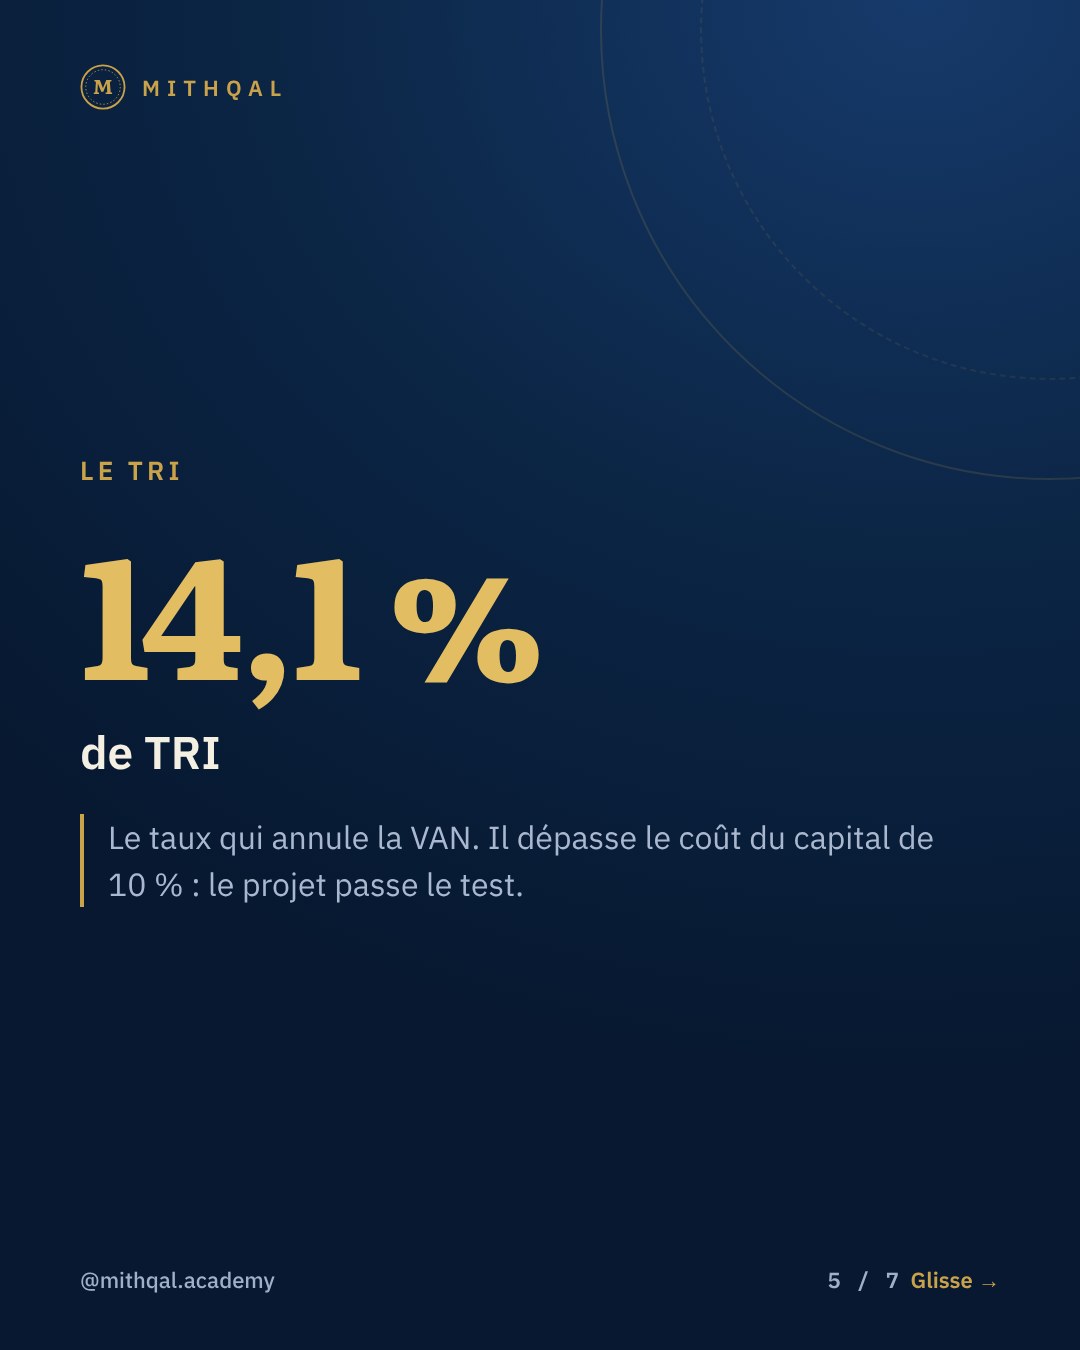 M MITHQAL
LE TRI
14,1 %
de TRI
Le taux qui annule la VAN. Il dépasse le coût du capital de
10 % : le projet passe le test.
@mithqal.academy
5 / 7 Glisse →